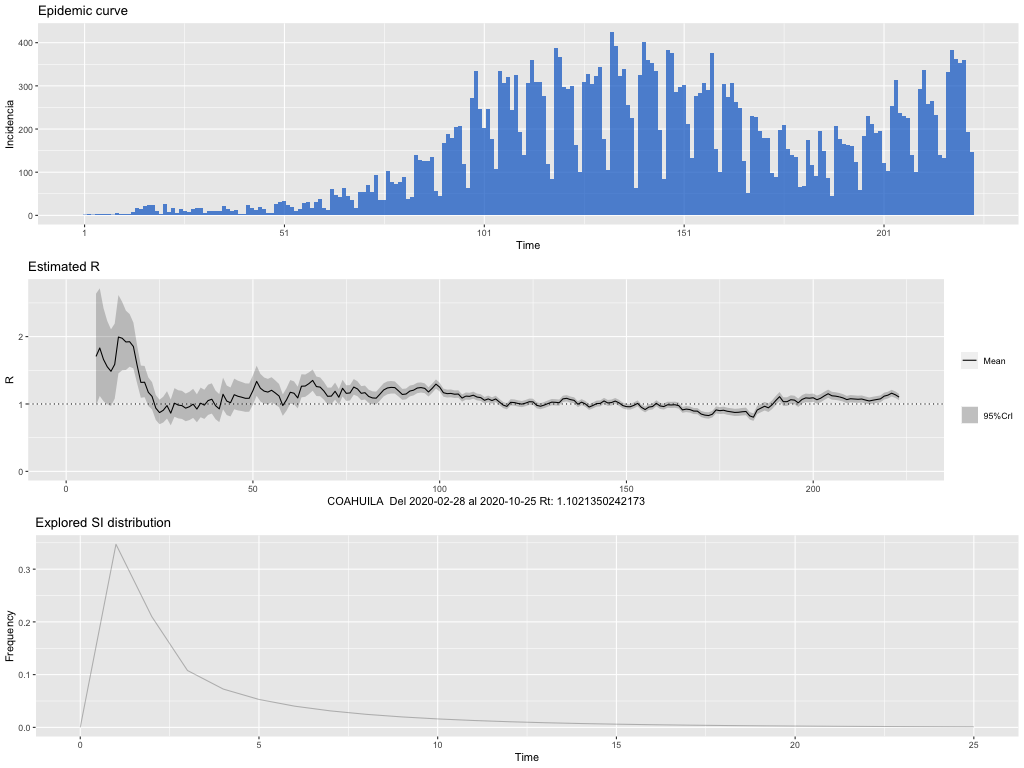 Epidemic curve
400
300
200
100
0
Incidencia
1 51 101 151 201
Time
Estimated R
2
1
0
R
Mean
95%CrI
0 50 100 150 200
COAHUILA Del 2020-02-28 al 2020-10-25 Rt: 1.1021350242173
Explored SI distribution
0.3
0.2
0.1
0.0
Frequency
0 5 10 15 20 25
Time